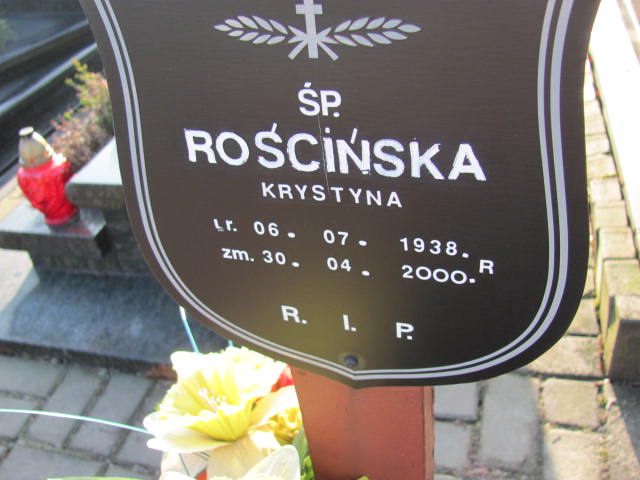 ŚP.
ROŚCIŃSKA
KRYSTYNA
ur. 06. 07. 1938. R
zm. 30. 04. 2000.
R. I. P.